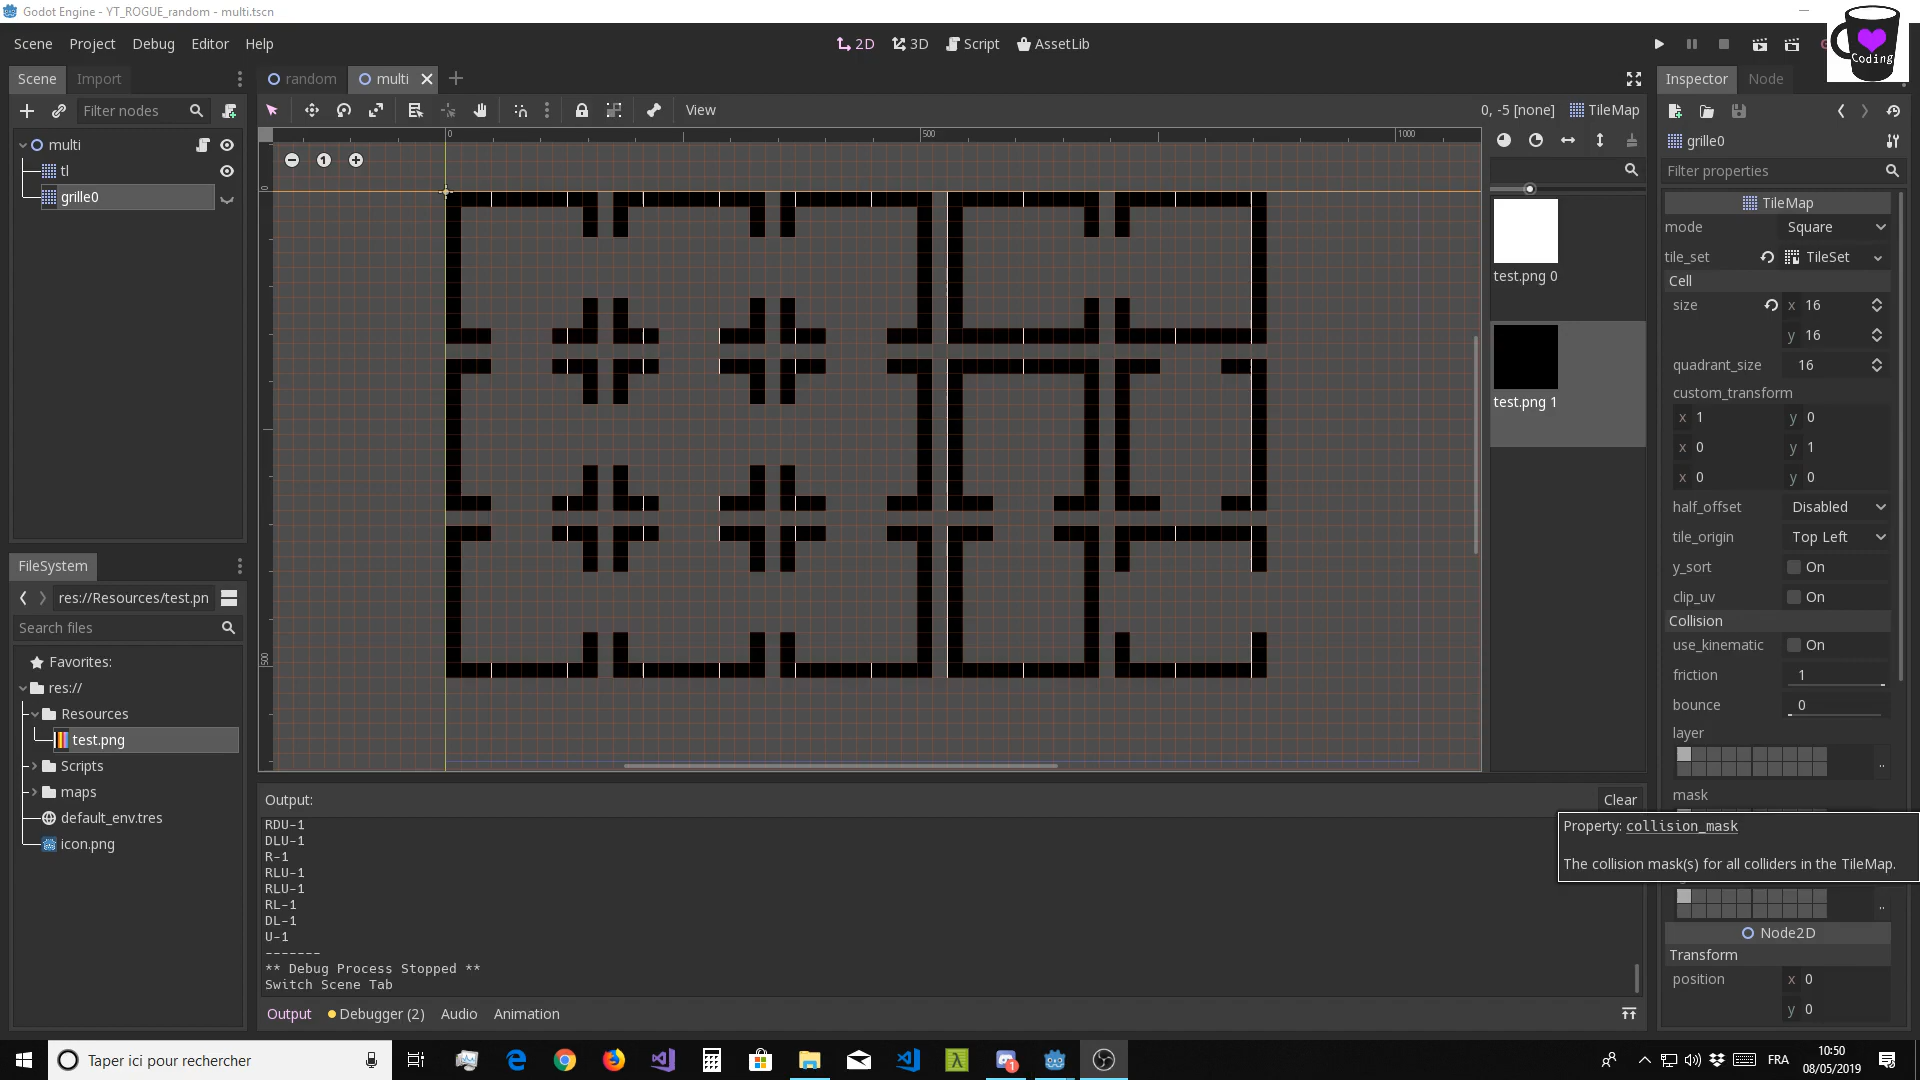 Godot Engine - YT_ROGUE_random - multi.tscn
Scene Project Debug Editor Help
2D 3D Script AssetLib
Coding
Scene Import
random multi
Inspector Node
Filter nodes
View
0, -5 [none] TileMap
multi
tl
grille0
0 500 1000
0
500
1
test.png 0
test.png 1
grille0
Filter properties
TileMap
mode Square
tile_set TileSet
Cell
size x 16
y 16
quadrant_size 16
custom_transform
x 1 y 0
x 0 y 1
x 0 y 0
half_offset Disabled
tile_origin Top Left
y_sort On
clip_uv On
Collision
use_kinematic On
friction 1
bounce 0
layer
..
mask
Property: collision_mask
The collision mask(s) for all colliders in the TileMap.
..
Node2D
Transform
position x 0
y 0
FileSystem
res://Resources/test.pn
Search files
Favorites:
res://
Resources
test.png
Scripts
maps
default_env.tres
icon.png
Output:
Clear
RDU-1
DLU-1
R-1
RLU-1
RLU-1
RL-1
DL-1
U-1
-------
** Debug Process Stopped **
Switch Scene Tab
Output Debugger (2) Audio Animation
Taper ici pour rechercher
1
FRA
10:50
08/05/2019